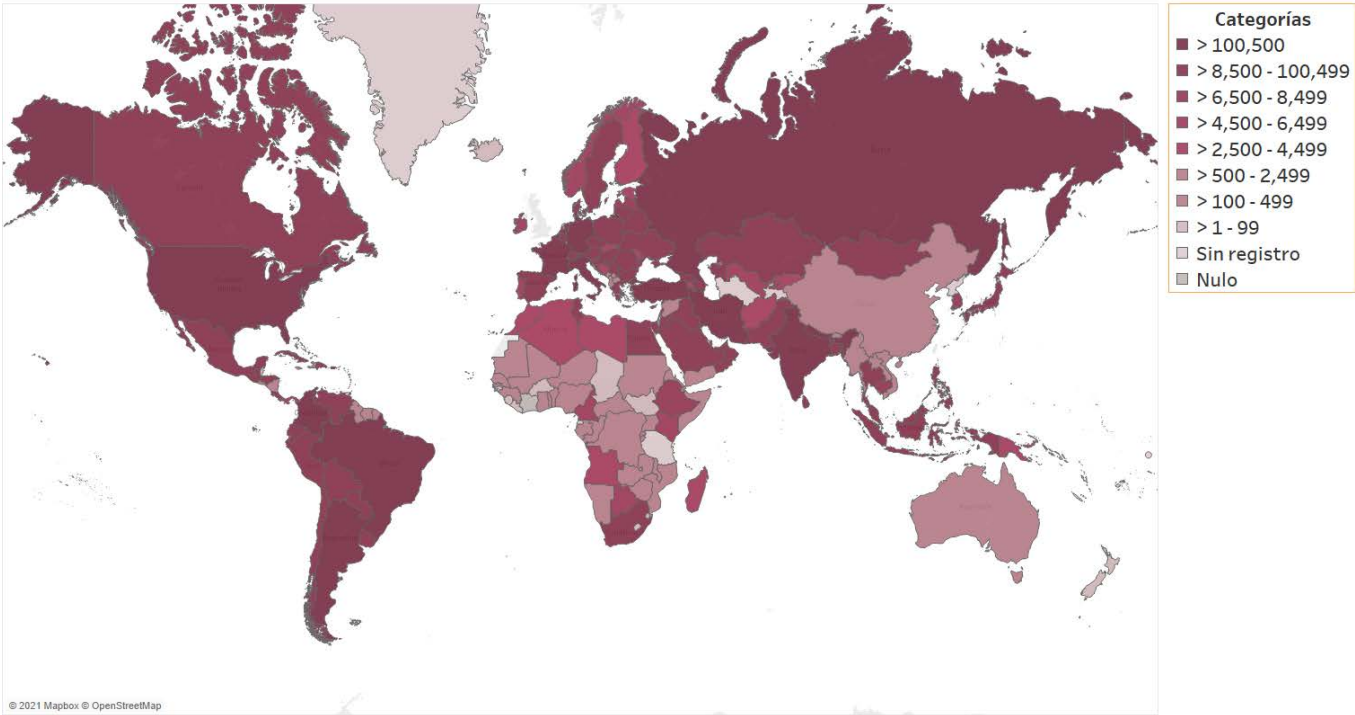 Categorías
> 100,500
> 8,500 - 100,499
> 6,500 - 8,499
> 4,500 - 6,499
> 2,500 - 4,499
> 500 - 2,499
> 100 - 499
> 1 - 99
Sin registro
Nulo
© 2021 Mapbox © OpenStreetMap